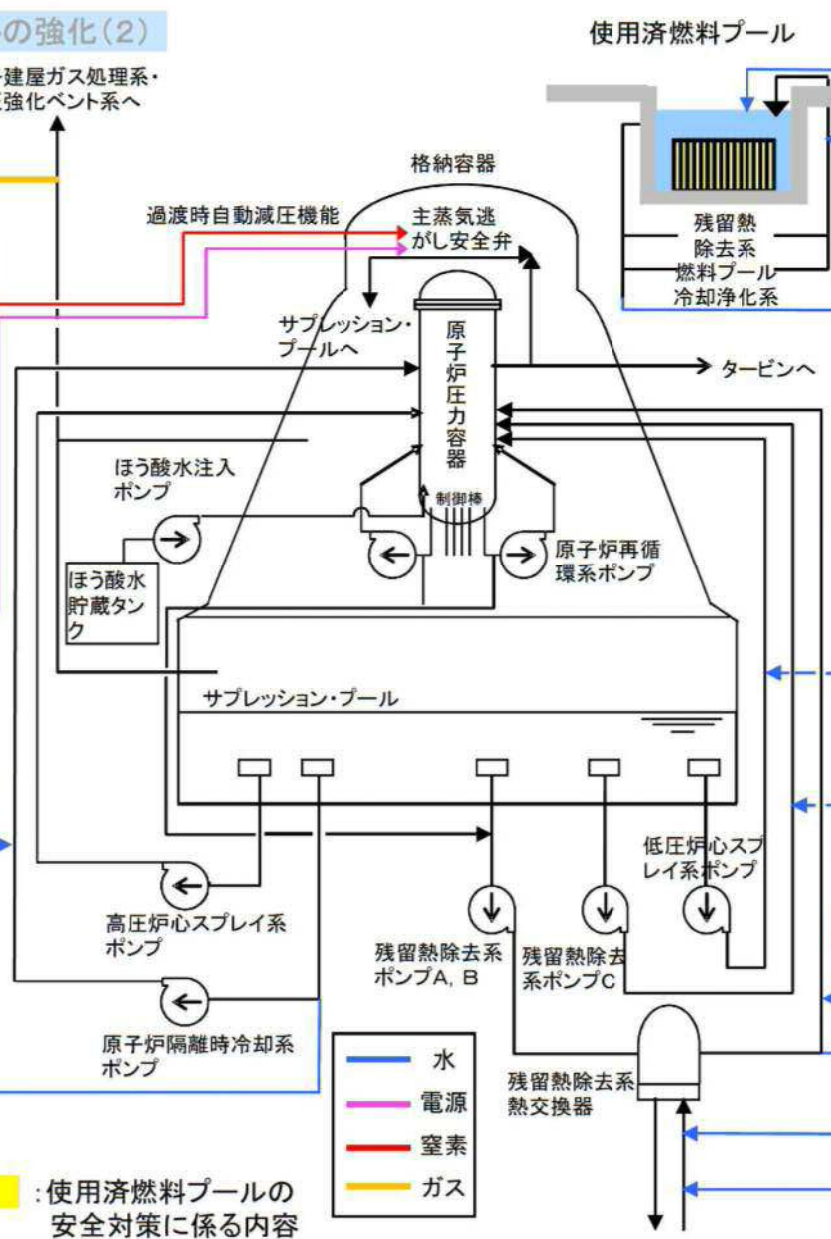 の強化(2)
使用済燃料プール
建屋ガス処理系・
強化ベント系へ
格納容器
過渡時自動減圧機能
主蒸気逃
がし安全弁
残留熱
除去系
燃料プール
冷却浄化系
サプレッション・
プールへ
原子炉圧力容器
タービンへ
ほう酸水注入
ポンプ
制御棒
原子炉再循
環系ポンプ
ほう酸水
貯蔵タン
ク
サプレッション・プール
低圧炉心スプ
レイ系ポンプ
高圧炉心スプレイ系
ポンプ
残留熱除去系
ポンプA, B
残留熱除去
系ポンプC
原子炉隔離時冷却系
ポンプ
残留熱除去系
熱交換器
水
電源
窒素
ガス
:使用済燃料プールの
安全対策に係る内容